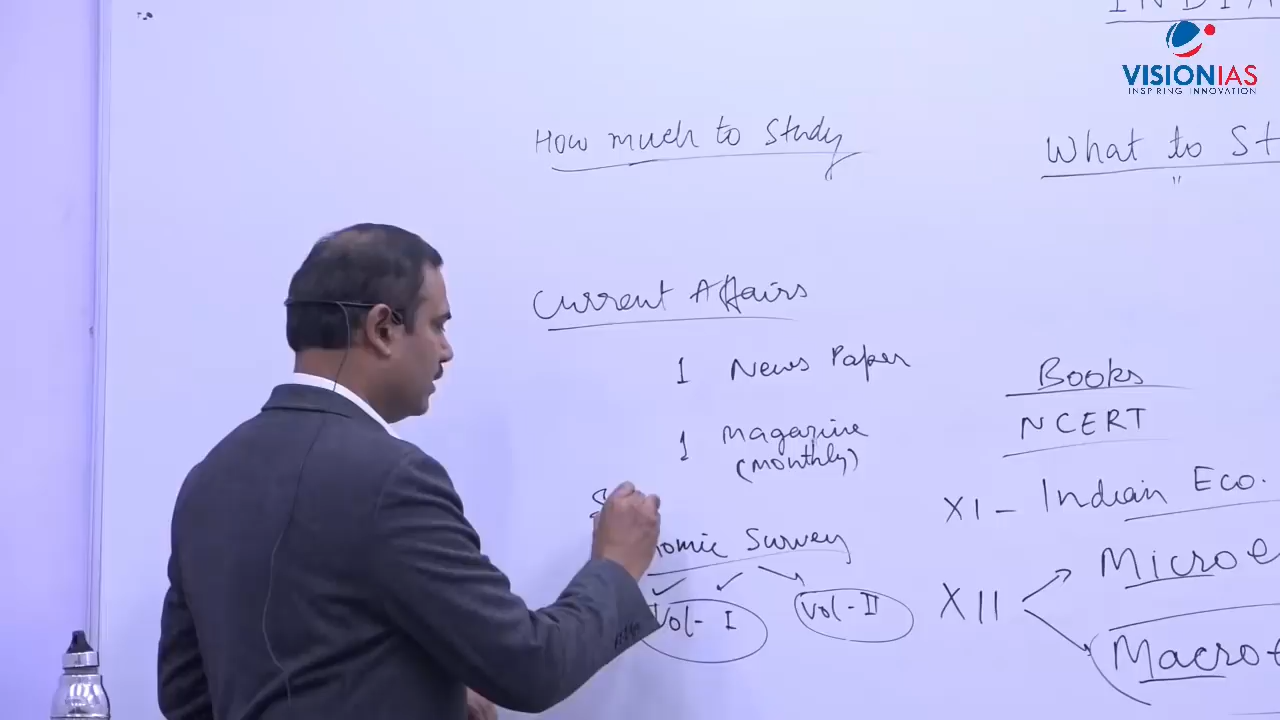 VISIONIAS
INSPIRING INNOVATION
How much to Study
What to St
"
Current Affairs
1 News Paper
1 Magazine
(monthly)
omic Survey
Vol- I
Vol- II
Books
NCERT
XI - Indian Eco.
XII
Micro
Macro